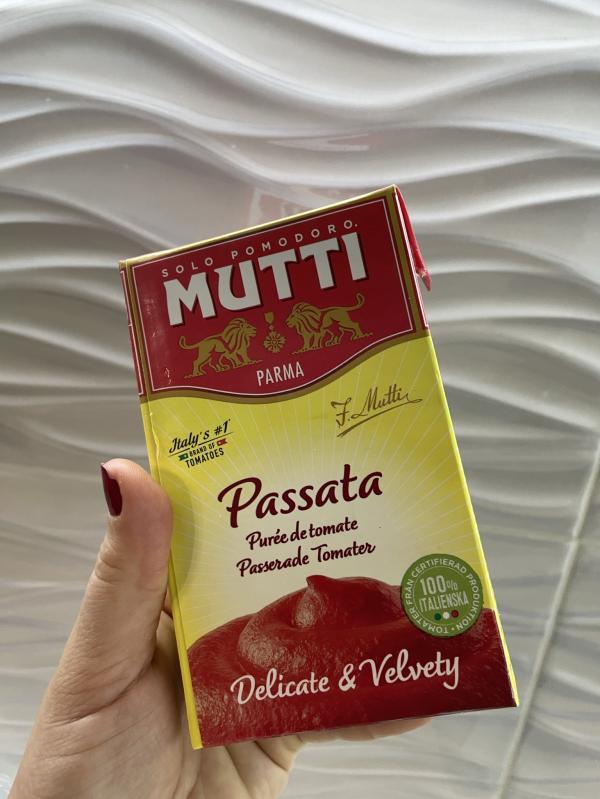 SOLO POMODORO.
MUTTI
PARMA
F. Mutti
Italy's #1
BRAND OF
TOMATOES
Passata
Purée de tomate
Passerade Tomater
TOMATER FRÅN CERTIFIERAD PRODUKTION
100%
ITALIENSKA
Delicate & Velvety